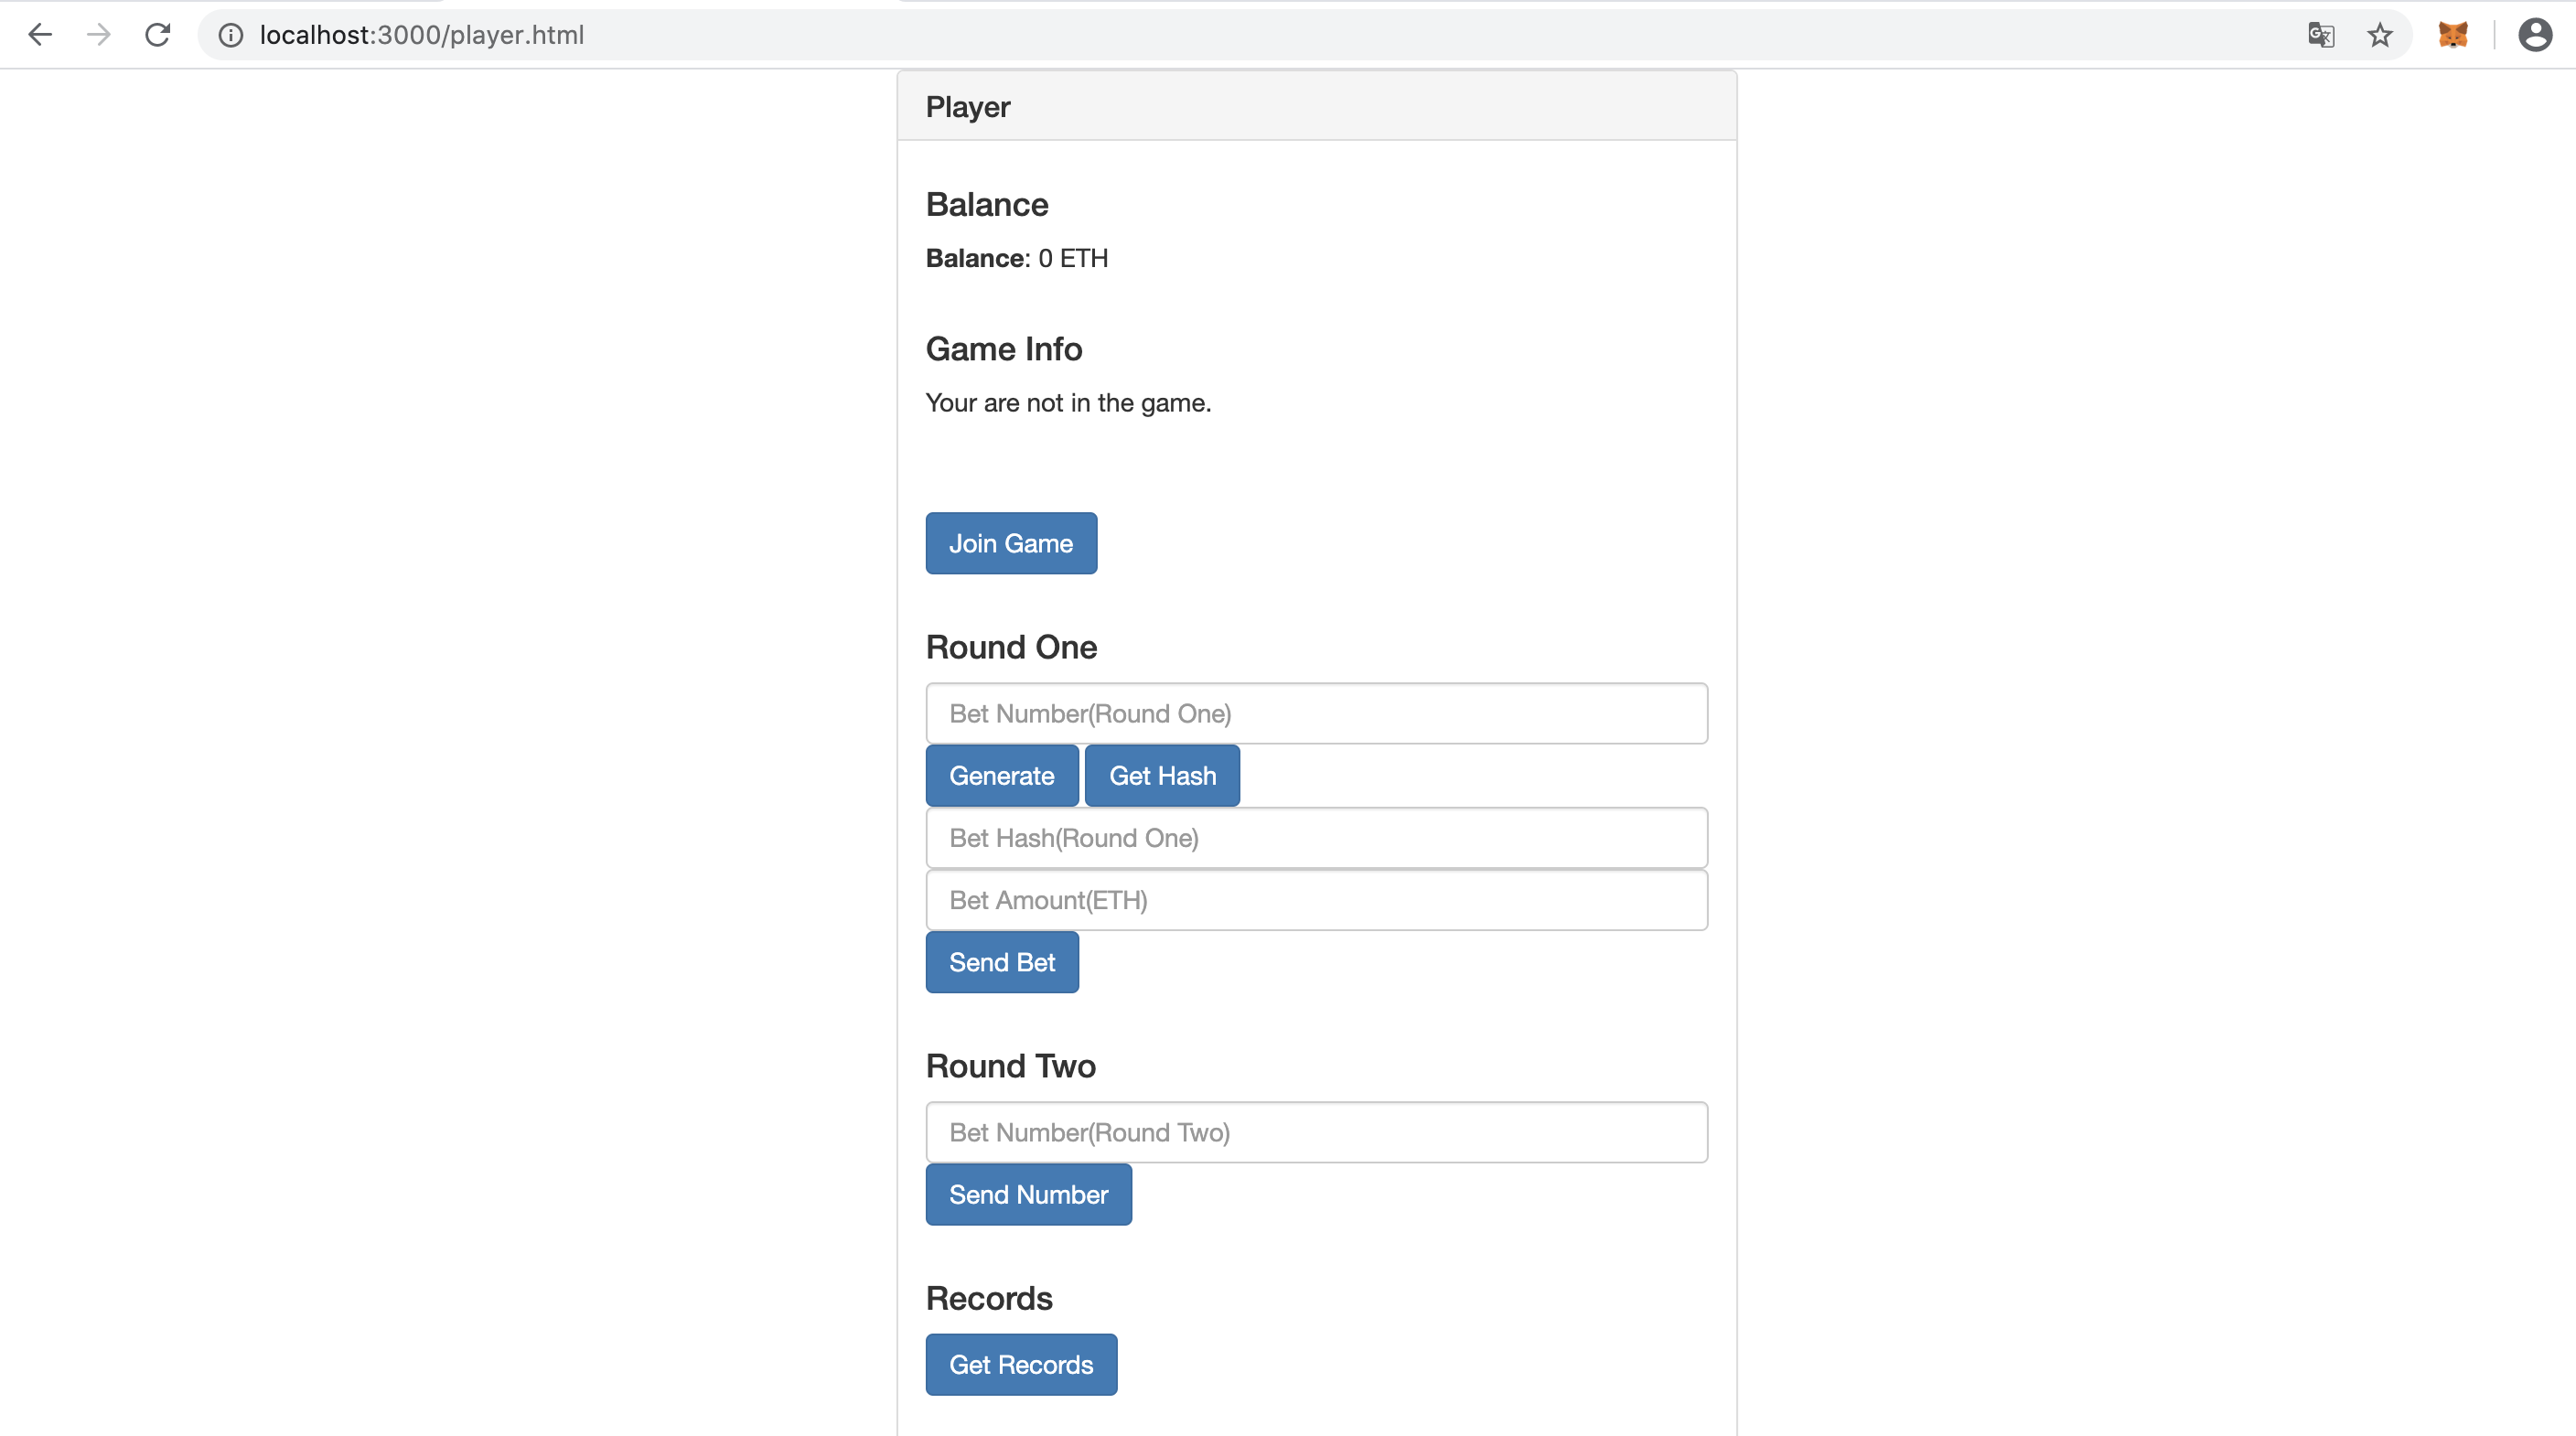 localhost:3000/player.html
Player
Balance
Balance: 0 ETH
Game Info
Your are not in the game.
Join Game
Round One
Bet Number(Round One)
Generate Get Hash
Bet Hash(Round One)
Bet Amount(ETH)
Send Bet
Round Two
Bet Number(Round Two)
Send Number
Records
Get Records